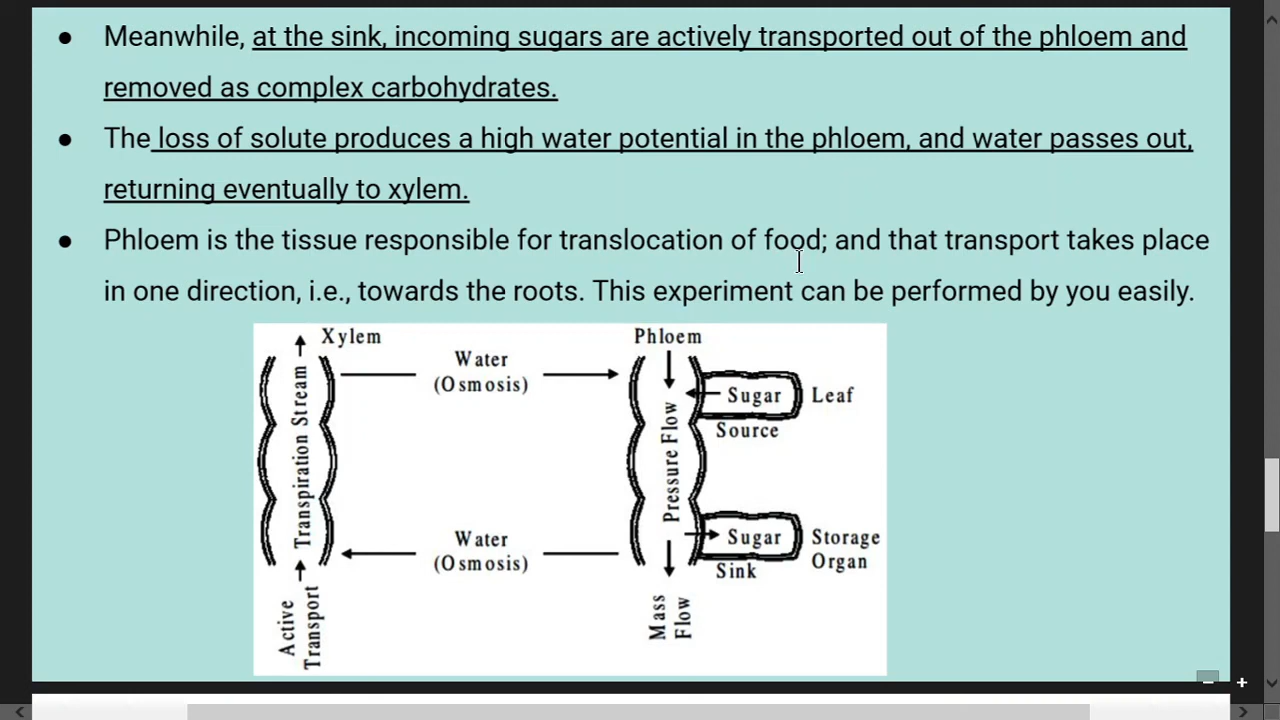 ● Meanwhile, at the sink, incoming sugars are actively transported out of the phloem and
removed as complex carbohydrates.
● The loss of solute produces a high water potential in the phloem, and water passes out,
returning eventually to xylem.
● Phloem is the tissue responsible for translocation of food; and that transport takes place
in one direction, i.e., towards the roots. This experiment can be performed by you easily.
Xylem
Transpiration Stream
Active
Transport
Water
(Osmosis)
Water
(Osmosis)
Phloem
Pressure Flow
Mass
Flow
Sugar
Leaf
Source
Sugar
Storage
Organ
Sink